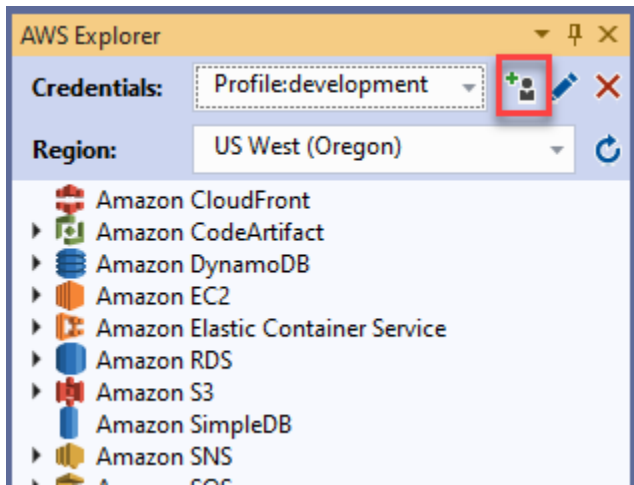 AWS Explorer
Credentials: Profile:development
Region: US West (Oregon)
Amazon CloudFront
Amazon CodeArtifact
Amazon DynamoDB
Amazon EC2
Amazon Elastic Container Service
Amazon RDS
Amazon S3
Amazon SimpleDB
Amazon SNS